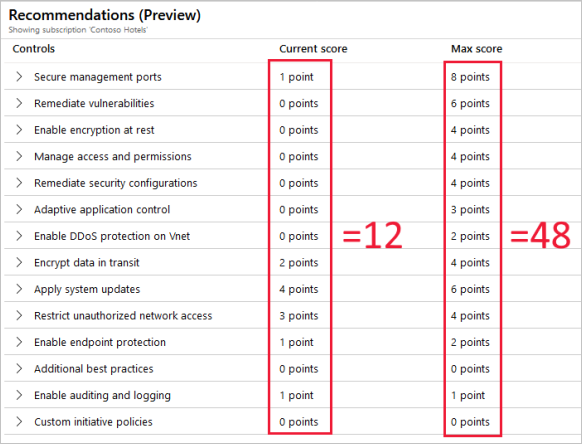 Recommendations (Preview)
Showing subscription 'Contoso Hotels'
Controls Current score Max score
Secure management ports 1 point 8 points
Remediate vulnerabilities 0 points 6 points
Enable encryption at rest 0 points 4 points
Manage access and permissions 0 points 4 points
Remediate security configurations 0 points 4 points
Adaptive application control 0 points 3 points
Enable DDoS protection on Vnet 0 points =12 2 points =48
Encrypt data in transit 2 points 4 points
Apply system updates 4 points 6 points
Restrict unauthorized network access 3 points 4 points
Enable endpoint protection 1 point 2 points
Additional best practices 0 points 0 points
Enable auditing and logging 1 point 1 point
Custom initiative policies 0 points 0 points